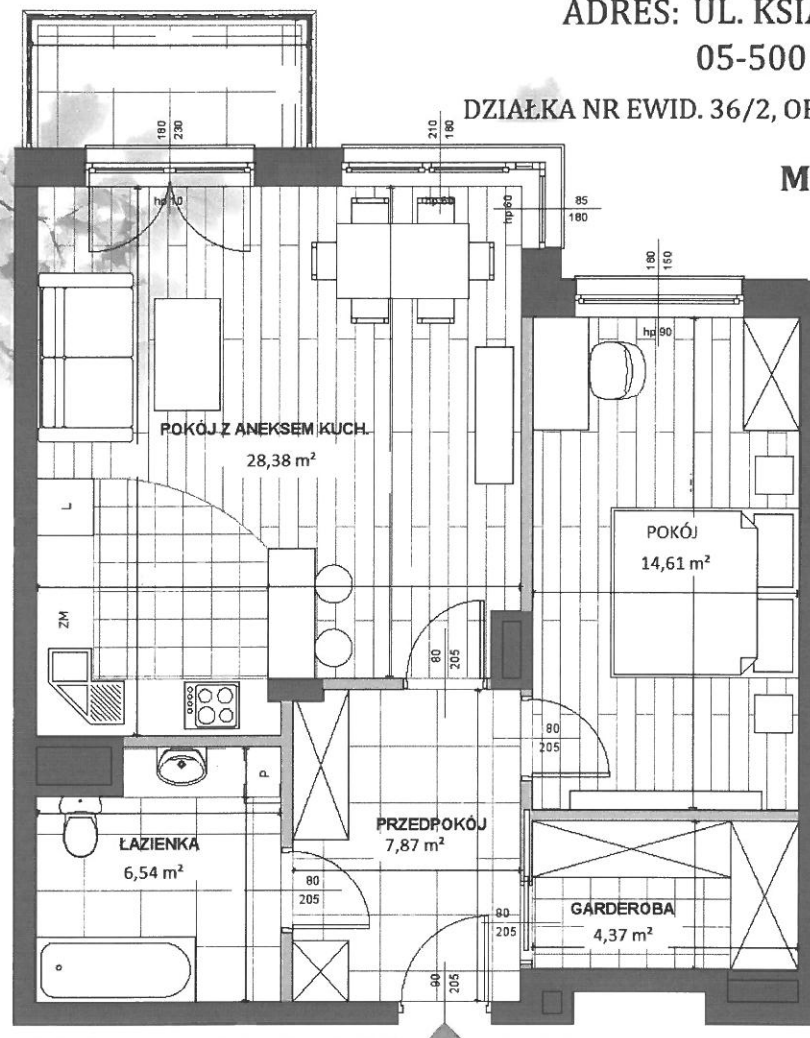 ADRES: UL. KSIĄ
05-500
DZIAŁKA NR EWID. 36/2, OB
M
180
230
210
180
85
180
180
150
hp 10
hp 60
hp 60
hp 90
POKÓJ Z ANEKSEM KUCH.
28,38 m²
POKÓJ
14,61 m²
L
ZM
80
205
80
205
P
ŁAZIENKA
6,54 m²
PRZEDPOKÓJ
7,87 m²
80
205
80
205
GARDEROBA
4,37 m²
90
205